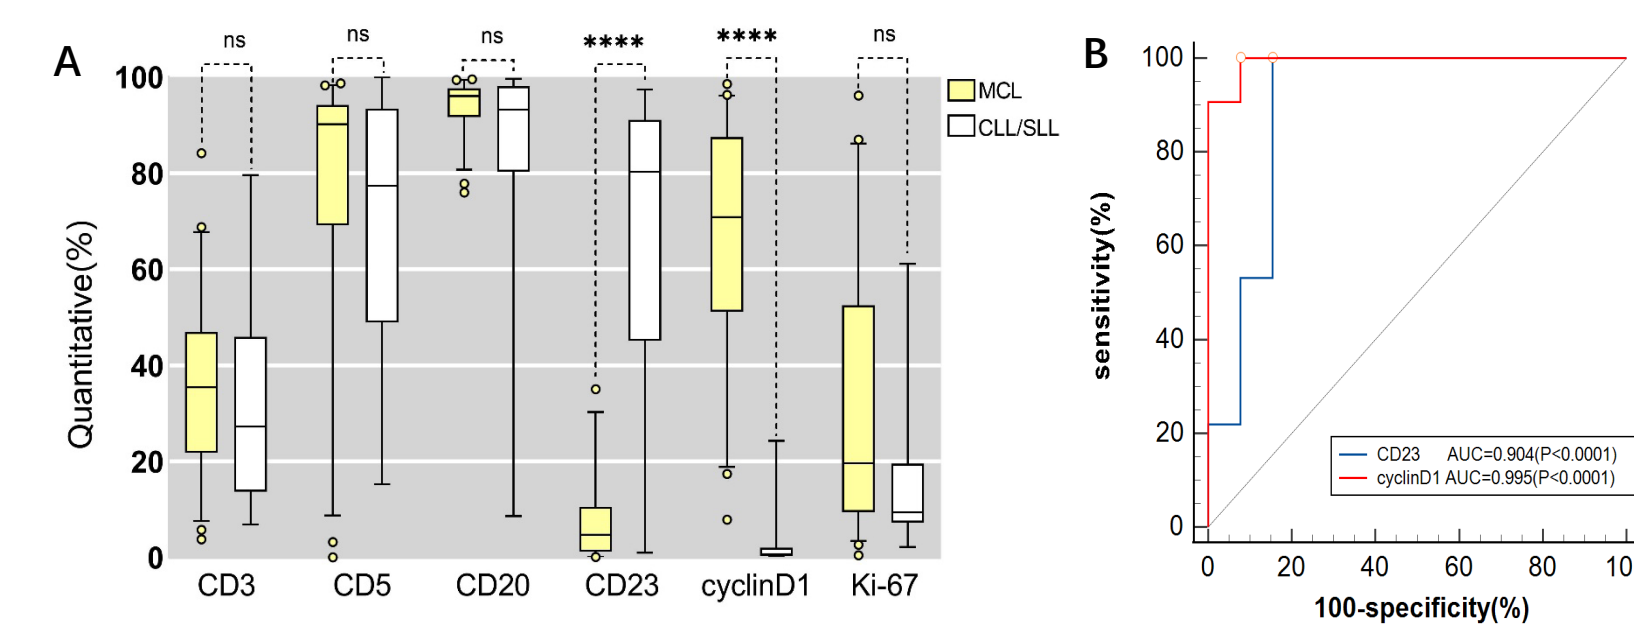 A
ns
ns
ns
****
****
ns
Quantitative(%)
100
80
60
40
20
0
CD3
CD5
CD20
CD23
cyclinD1
Ki-67
MCL
CLL/SLL
B
sensitivity(%)
100
80
60
40
20
0
CD23 AUC=0.904(P<0.0001)
cyclinD1 AUC=0.995(P<0.0001)
0 20 40 60 80 10
100-specificity(%)